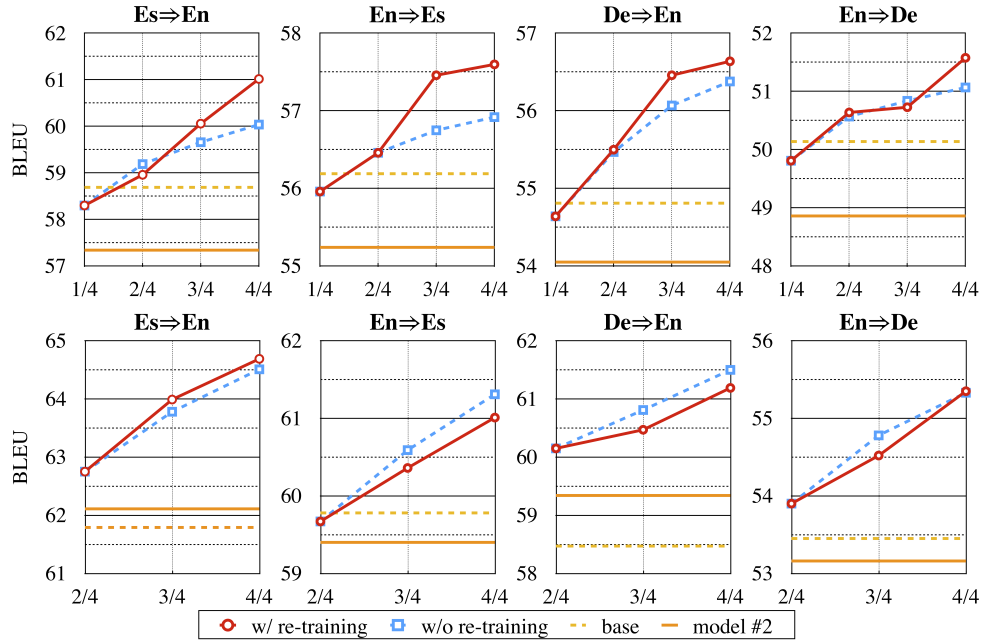 Es⇒En En⇒Es De⇒En En⇒De
62 58 57 52
61
60 57 56 51
59 50
58 56 55 49
57 55 54 48
BLEU
1/4 2/4 3/4 4/4 1/4 2/4 3/4 4/4 1/4 2/4 3/4 4/4 1/4 2/4 3/4 4/4
Es⇒En En⇒Es De⇒En En⇒De
65 62 62 56
64 61 61 55
63 60
62 60 59 54
61 59 58 53
BLEU
2/4 3/4 4/4 2/4 3/4 4/4 2/4 3/4 4/4 2/4 3/4 4/4
w/ re-training w/o re-training base model #2